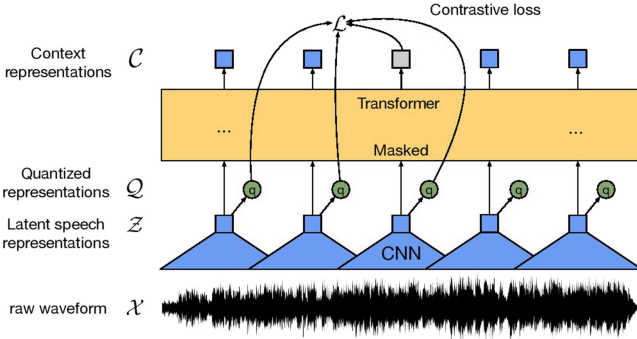 Contrastive loss
ℒ
Context
representations
𝒞
Transformer
...
...
Masked
Quantized
representations
𝒬
q
q
q
q
q
Latent speech
representations
𝒵
CNN
raw waveform
𝒳